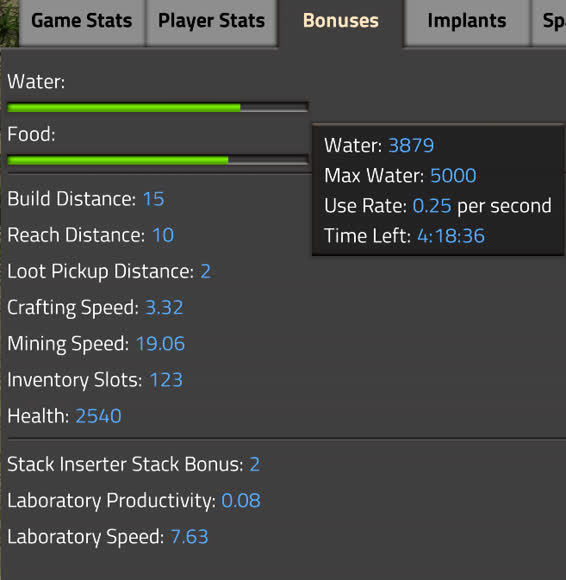 Game Stats
Player Stats
Bonuses
Implants
Water:
Food:
Water: 3879
Max Water: 5000
Use Rate: 0.25 per second
Time Left: 4:18:36
Build Distance: 15
Reach Distance: 10
Loot Pickup Distance: 2
Crafting Speed: 3.32
Mining Speed: 19.06
Inventory Slots: 123
Health: 2540
Stack Inserter Stack Bonus: 2
Laboratory Productivity: 0.08
Laboratory Speed: 7.63